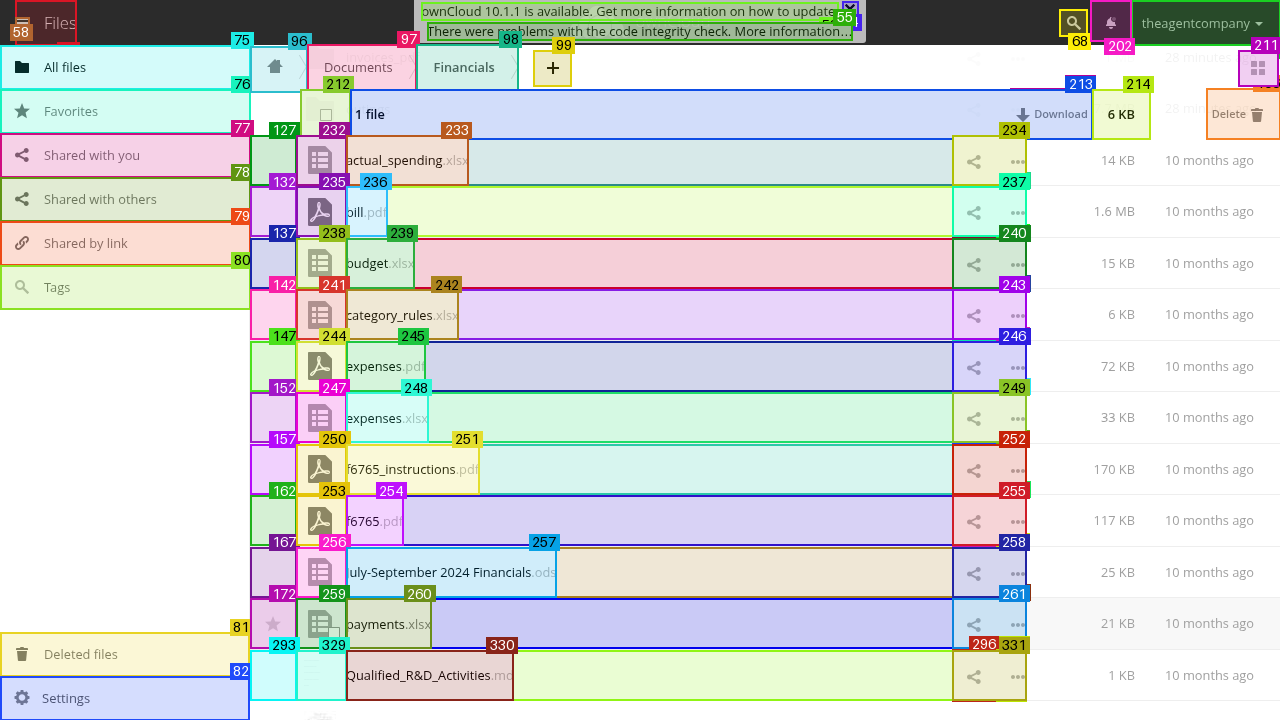 Files
ownCloud 10.1.1 is available. Get more information on how to update
There were problems with the code integrity check. More information…
theagentcompany
58
55
68
202
211
75
76
77
78
79
80
81
82
All files
Favorites
Shared with you
Shared with others
Shared by link
Tags
Deleted files
Settings
96
97
98
99
Documents
Financials
+
28 minutes
212
213
214
1 file
Download
6 KB
Delete
127 232 233 234
actual_spending.xlsx 14 KB 10 months ago
132 235 236 237
bill.pdf 1.6 MB 10 months ago
137 238 239 240
budget.xlsx 15 KB 10 months ago
142 241 242 243
category_rules.xlsx 6 KB 10 months ago
147 244 245 246
expenses.pdf 72 KB 10 months ago
152 247 248 249
expenses.xlsx 33 KB 10 months ago
157 250 251 252
f6765_instructions.pdf 170 KB 10 months ago
162 253 254 255
f6765.pdf 117 KB 10 months ago
167 256 257 258
July-September 2024 Financials.ods 25 KB 10 months ago
172 259 260 261
payments.xlsx 21 KB 10 months ago
293 329 330 296 331
Qualified_R&D_Activities.md 1 KB 10 months ago